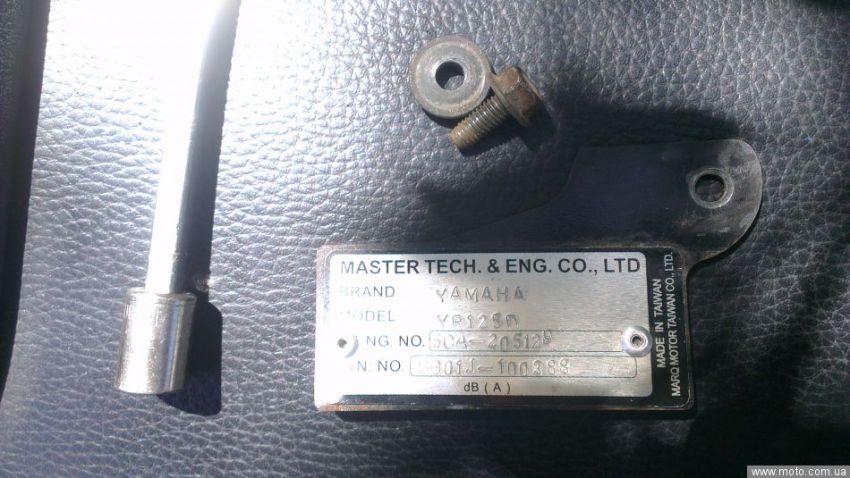 MASTER TECH. & ENG. CO., LTD
BRAND YAMAHA
MODEL
NG. NO.
N. NO.
dB ( A )
MADE IN TAIWAN
MARQ MOTOR TAIWAN CO., LTD.
www.moto.com.ua